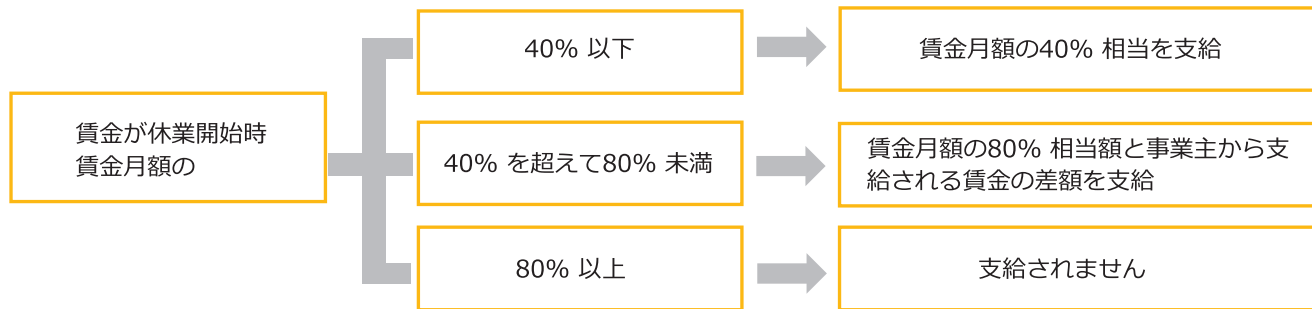 賃金が休業開始時
賃金月額の
40% 以下
賃金月額の40% 相当を支給
40% を超えて80% 未満
賃金月額の80% 相当額と事業主から支
給される賃金の差額を支給
80% 以上
支給されません